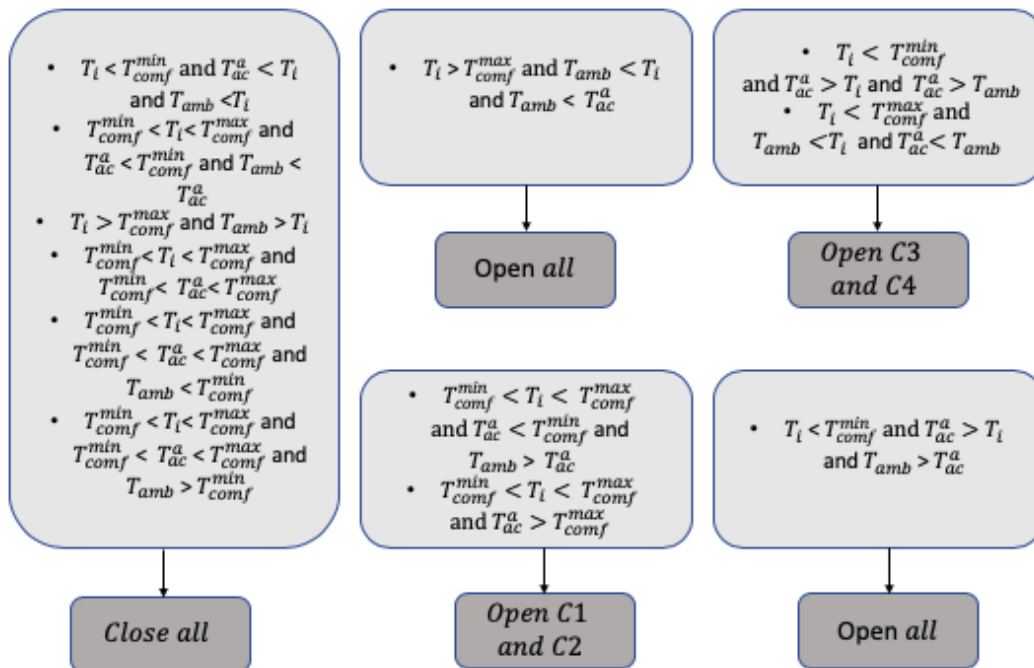 • T_i < T_comf^min and T_ac^a < T_i
and T_amb <T_i
• T_comf^min < T_i< T_comf^max and
T_ac^a < T_comf^min and T_amb <
T_ac^a
• T_i > T_comf^max and T_amb > T_i
• T_comf^min < T_i < T_comf^max and
T_comf^min < T_ac^a < T_comf^max
• T_comf^min < T_i< T_comf^max and
T_comf^min < T_ac^a < T_comf^max and
T_amb < T_comf^min
• T_comf^min < T_i < T_comf^max and
T_comf^min < T_ac^a < T_comf^max and
T_amb > T_comf^min
Close all
• T_i > T_comf^max and T_amb < T_i
and T_amb < T_ac^a
Open all
• T_i < T_comf^min
and T_ac^a > T_i and T_ac^a > T_amb
• T_i < T_comf^max and
T_amb <T_i and T_ac^a < T_amb
Open C3
and C4
• T_comf^min < T_i < T_comf^max
and T_ac^a < T_comf^min and
T_amb > T_ac^a
• T_comf^min < T_i < T_comf^max
and T_ac^a > T_comf^max
Open C1
and C2
• T_i < T_comf^min and T_ac^a > T_i
and T_amb > T_ac^a
Open all